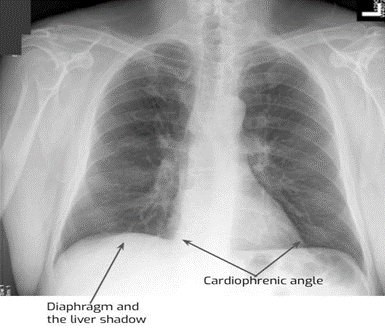 L
Cardiophrenic angle
Diaphragm and
the liver shadow